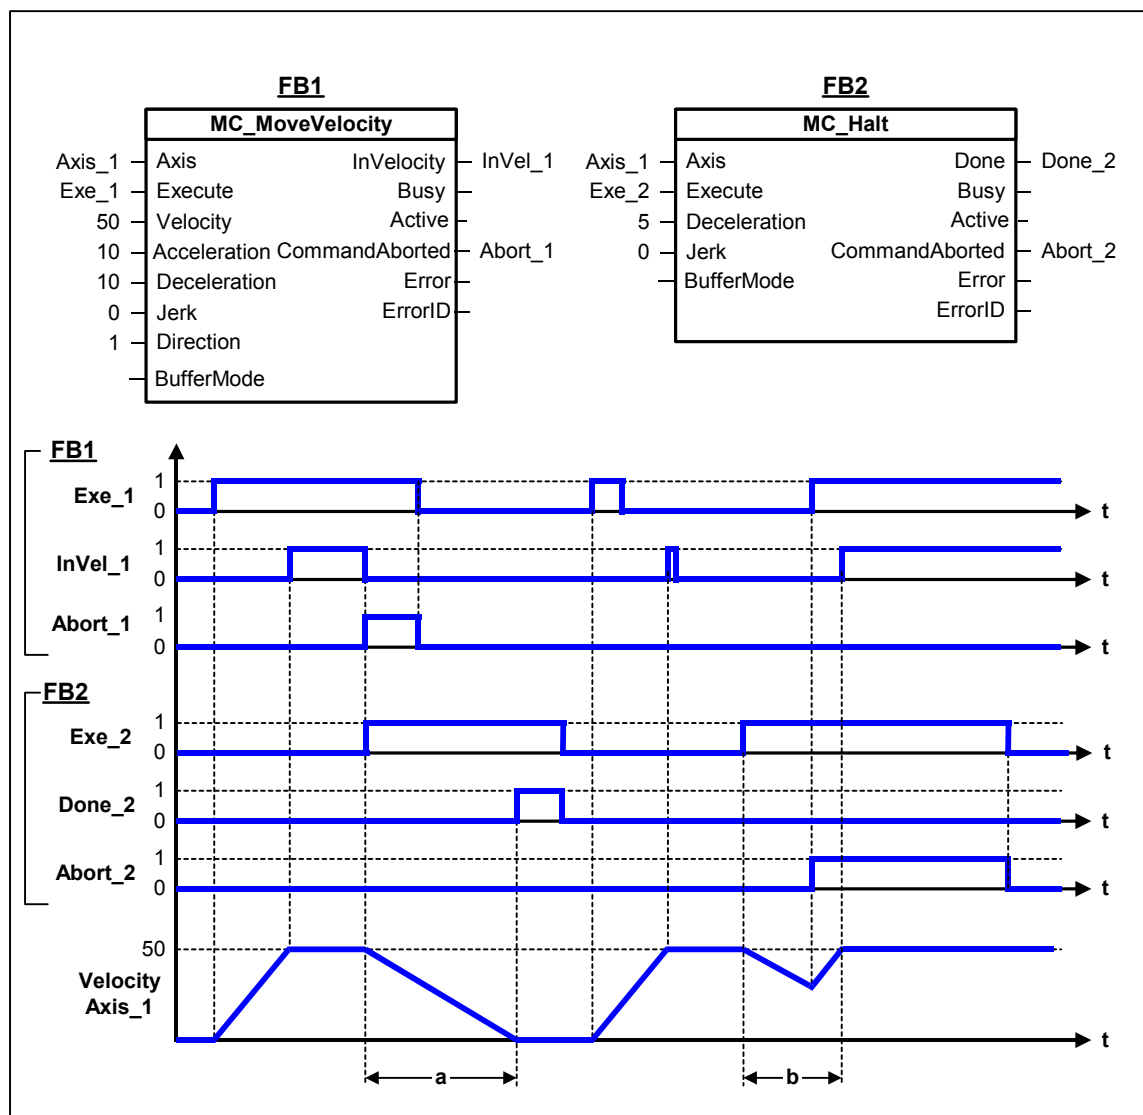 FB1 FB2
MC_MoveVelocity MC_Halt
Axis_1 Axis InVelocity InVel_1 Axis_1 Axis Done Done_2
Exe_1 Execute Busy Exe_2 Execute Busy
50 Velocity Active 5 Deceleration Active
10 Acceleration CommandAborted Abort_1 0 Jerk CommandAborted Abort_2
10 Deceleration Error BufferMode Error
0 Jerk ErrorID ErrorID
1 Direction
BufferMode
FB1
1
Exe_1
0 t
1
InVel_1
0 t
1
Abort_1
0 t
FB2
1
Exe_2
0 t
1
Done_2
0 t
1
Abort_2
0 t
50
Velocity
Axis_1
t
a b